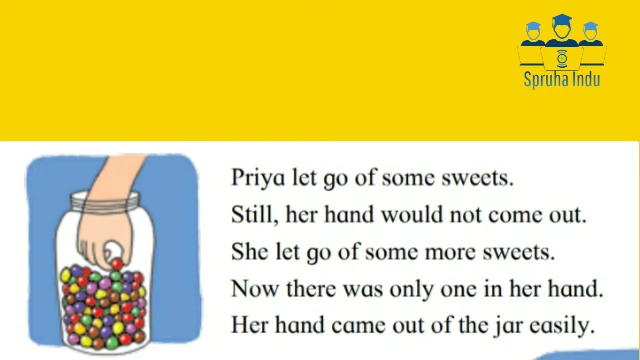 Spruha Indu
Priya let go of some sweets.
Still, her hand would not come out.
She let go of some more sweets.
Now there was only one in her hand.
Her hand came out of the jar easily.